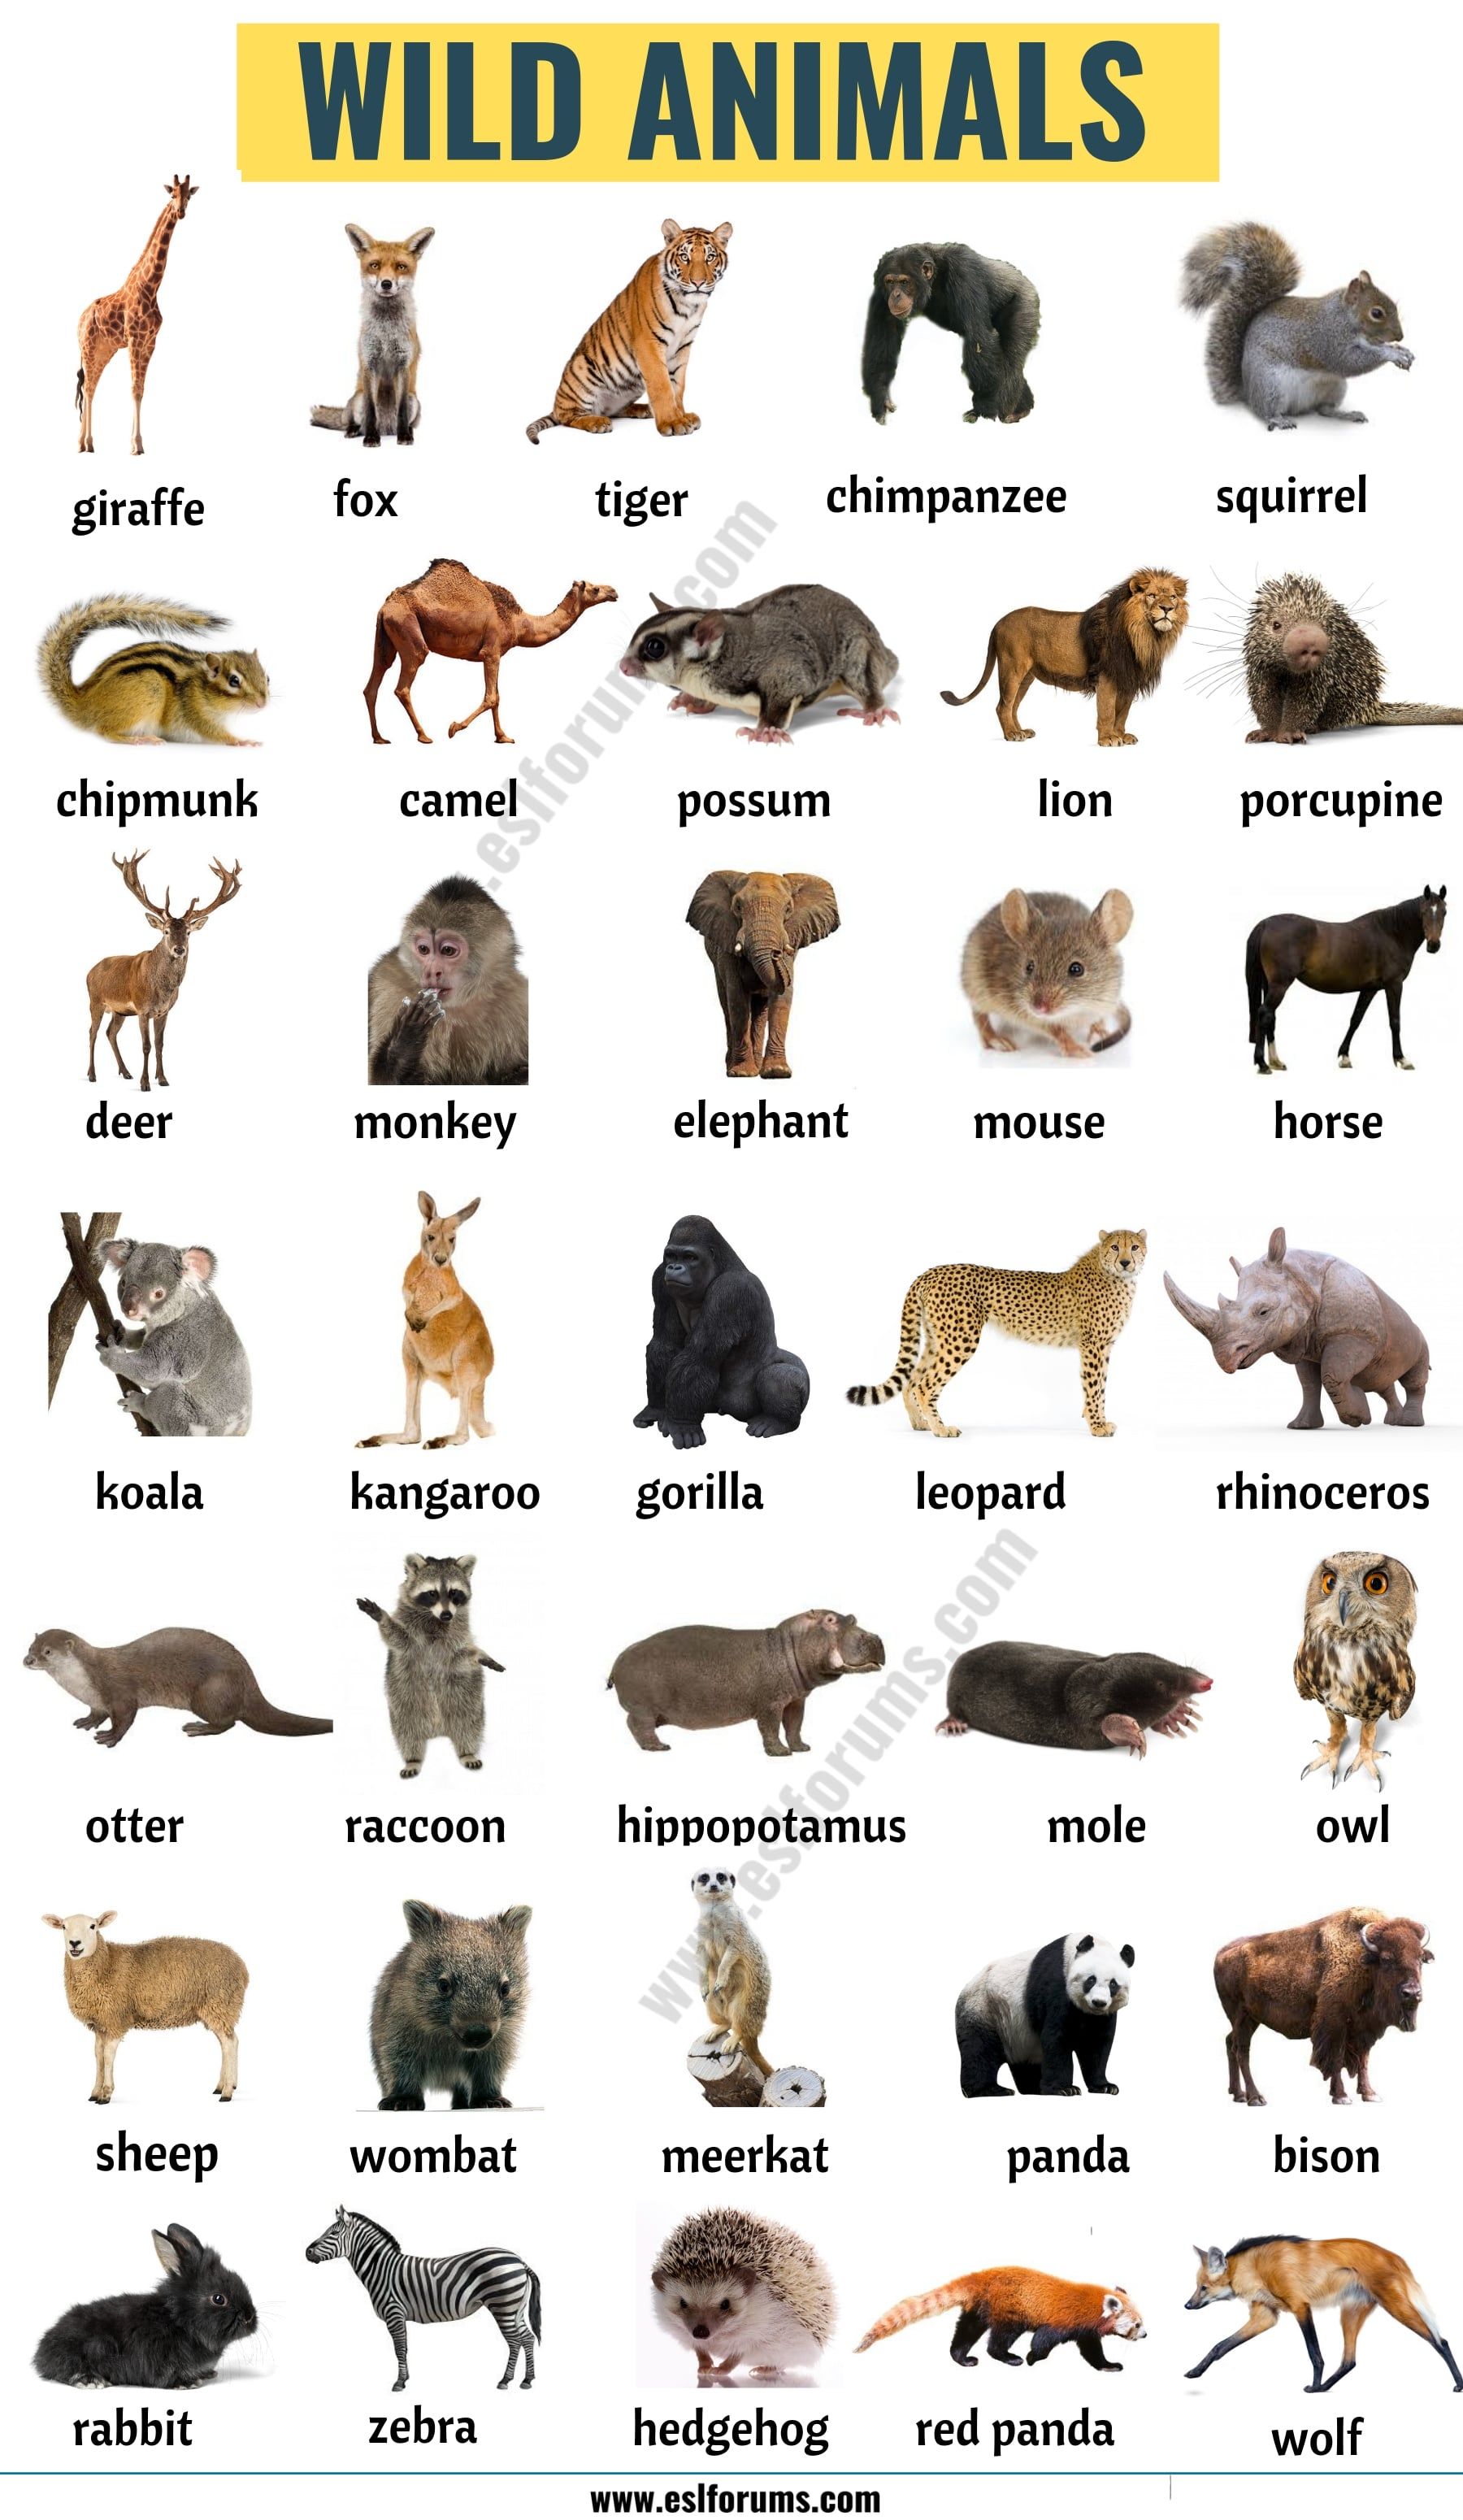 WILD ANIMALS
giraffe fox tiger chimpanzee squirrel
chipmunk camel possum lion porcupine
deer monkey elephant mouse horse
koala kangaroo gorilla leopard rhinoceros
otter raccoon hippopotamus mole owl
sheep wombat meerkat panda bison
rabbit zebra hedgehog red panda wolf
www.eslforums.com
.eslforum .com
www.eslforums.com